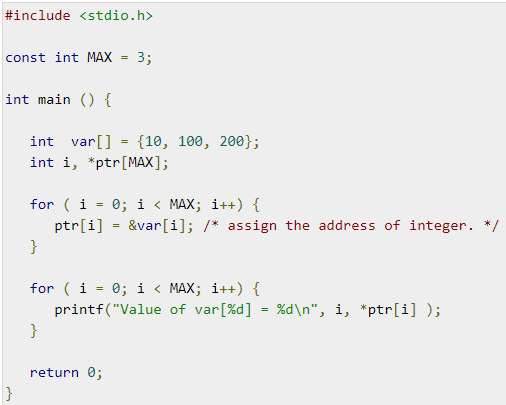 #include <stdio.h>

const int MAX = 3;

int main () {

   int  var[] = {10, 100, 200};
   int i, *ptr[MAX];

   for ( i = 0; i < MAX; i++) {
      ptr[i] = &var[i]; /* assign the address of integer. */
   }

   for ( i = 0; i < MAX; i++) {
      printf("Value of var[%d] = %d\n", i, *ptr[i] );
   }

   return 0;
}